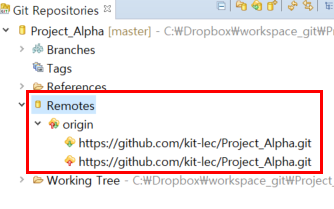 Git Repositories
Project_Alpha [master] - C:₩Dropbox₩workspace_git₩Project
Branches
Tags
References
Remotes
origin
https://github.com/kit-lec/Project_Alpha.git
https://github.com/kit-lec/Project_Alpha.git
Working Tree - C:₩Dropbox₩workspace_git₩Project_